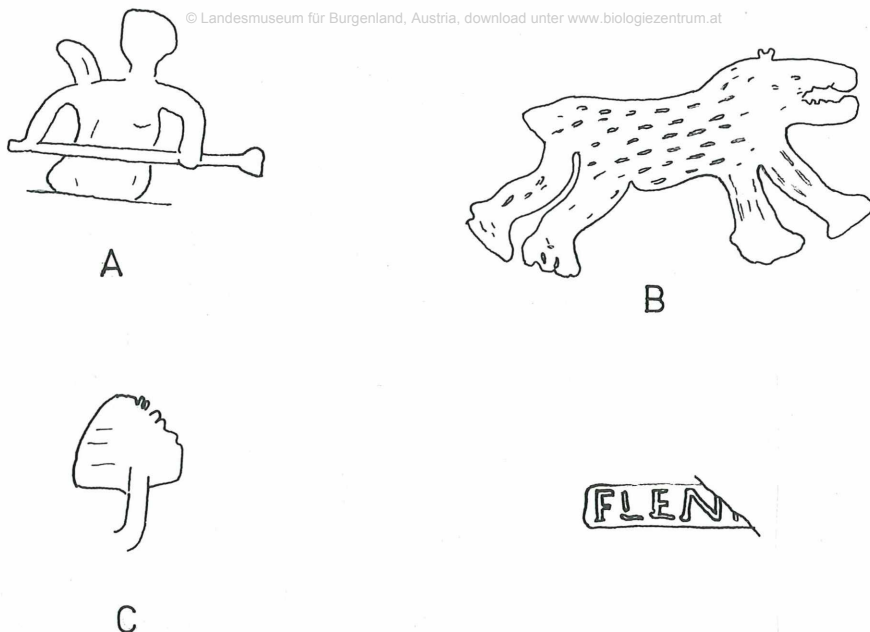 © Landesmuseum für Burgenland, Austria, download unter www.biologiezentrum.at
A
B
FLEN
C